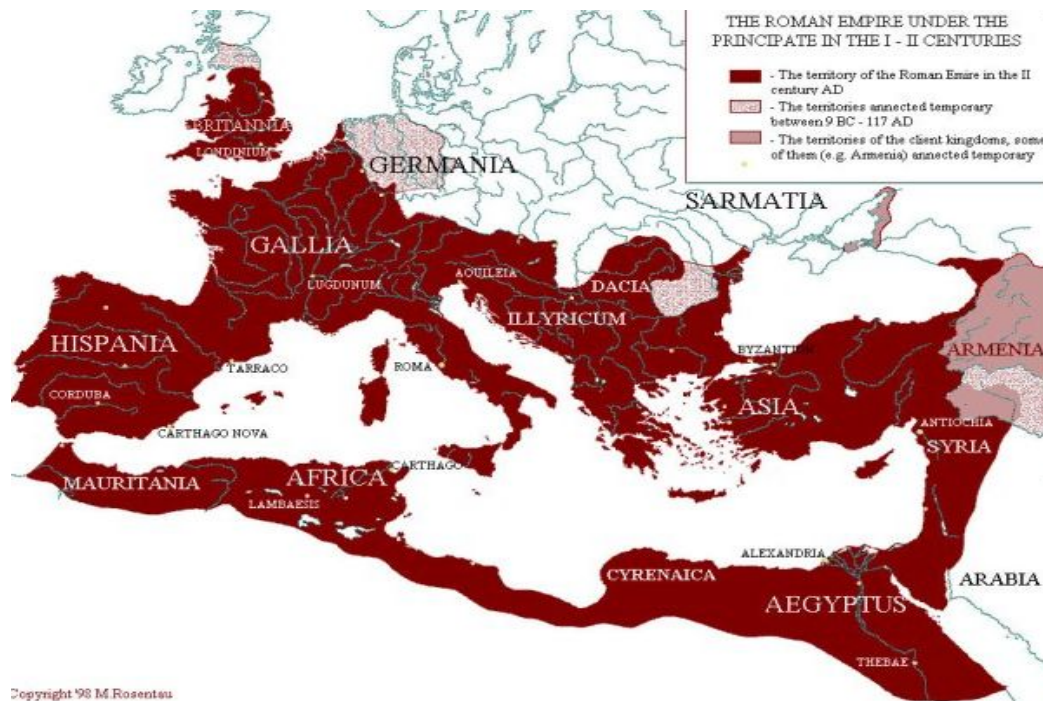 THE ROMAN EMPIRE UNDER THE
PRINCIPATE IN THE I - II CENTURIES
- The territory of the Roman Emire in the II
century AD
- The territories annected temporary
between 9 BC - 117 AD
- The territories of the client kingdoms, some
of them (e.g. Armenia) annected temporary
BRITANNIA
LONDINIUM
GERMANIA
SARMATIA
GALLIA
LUGDUNUM
AQUILEIA
DACIA
ILLYRICUM
HISPANIA
TARRACO
ROMA
BYZANTIUM
ARMENIA
CORDUBA
ASIA
ANTIOCHIA
SYRIA
CARTHAGO NOVA
CARTHAGO
AFRICA
MAURITANIA
LAMBAESIS
ALEXANDRIA
CYRENAICA
ARABIA
AEGYPTUS
THEBAE
Copyright '98 M.Rosentau